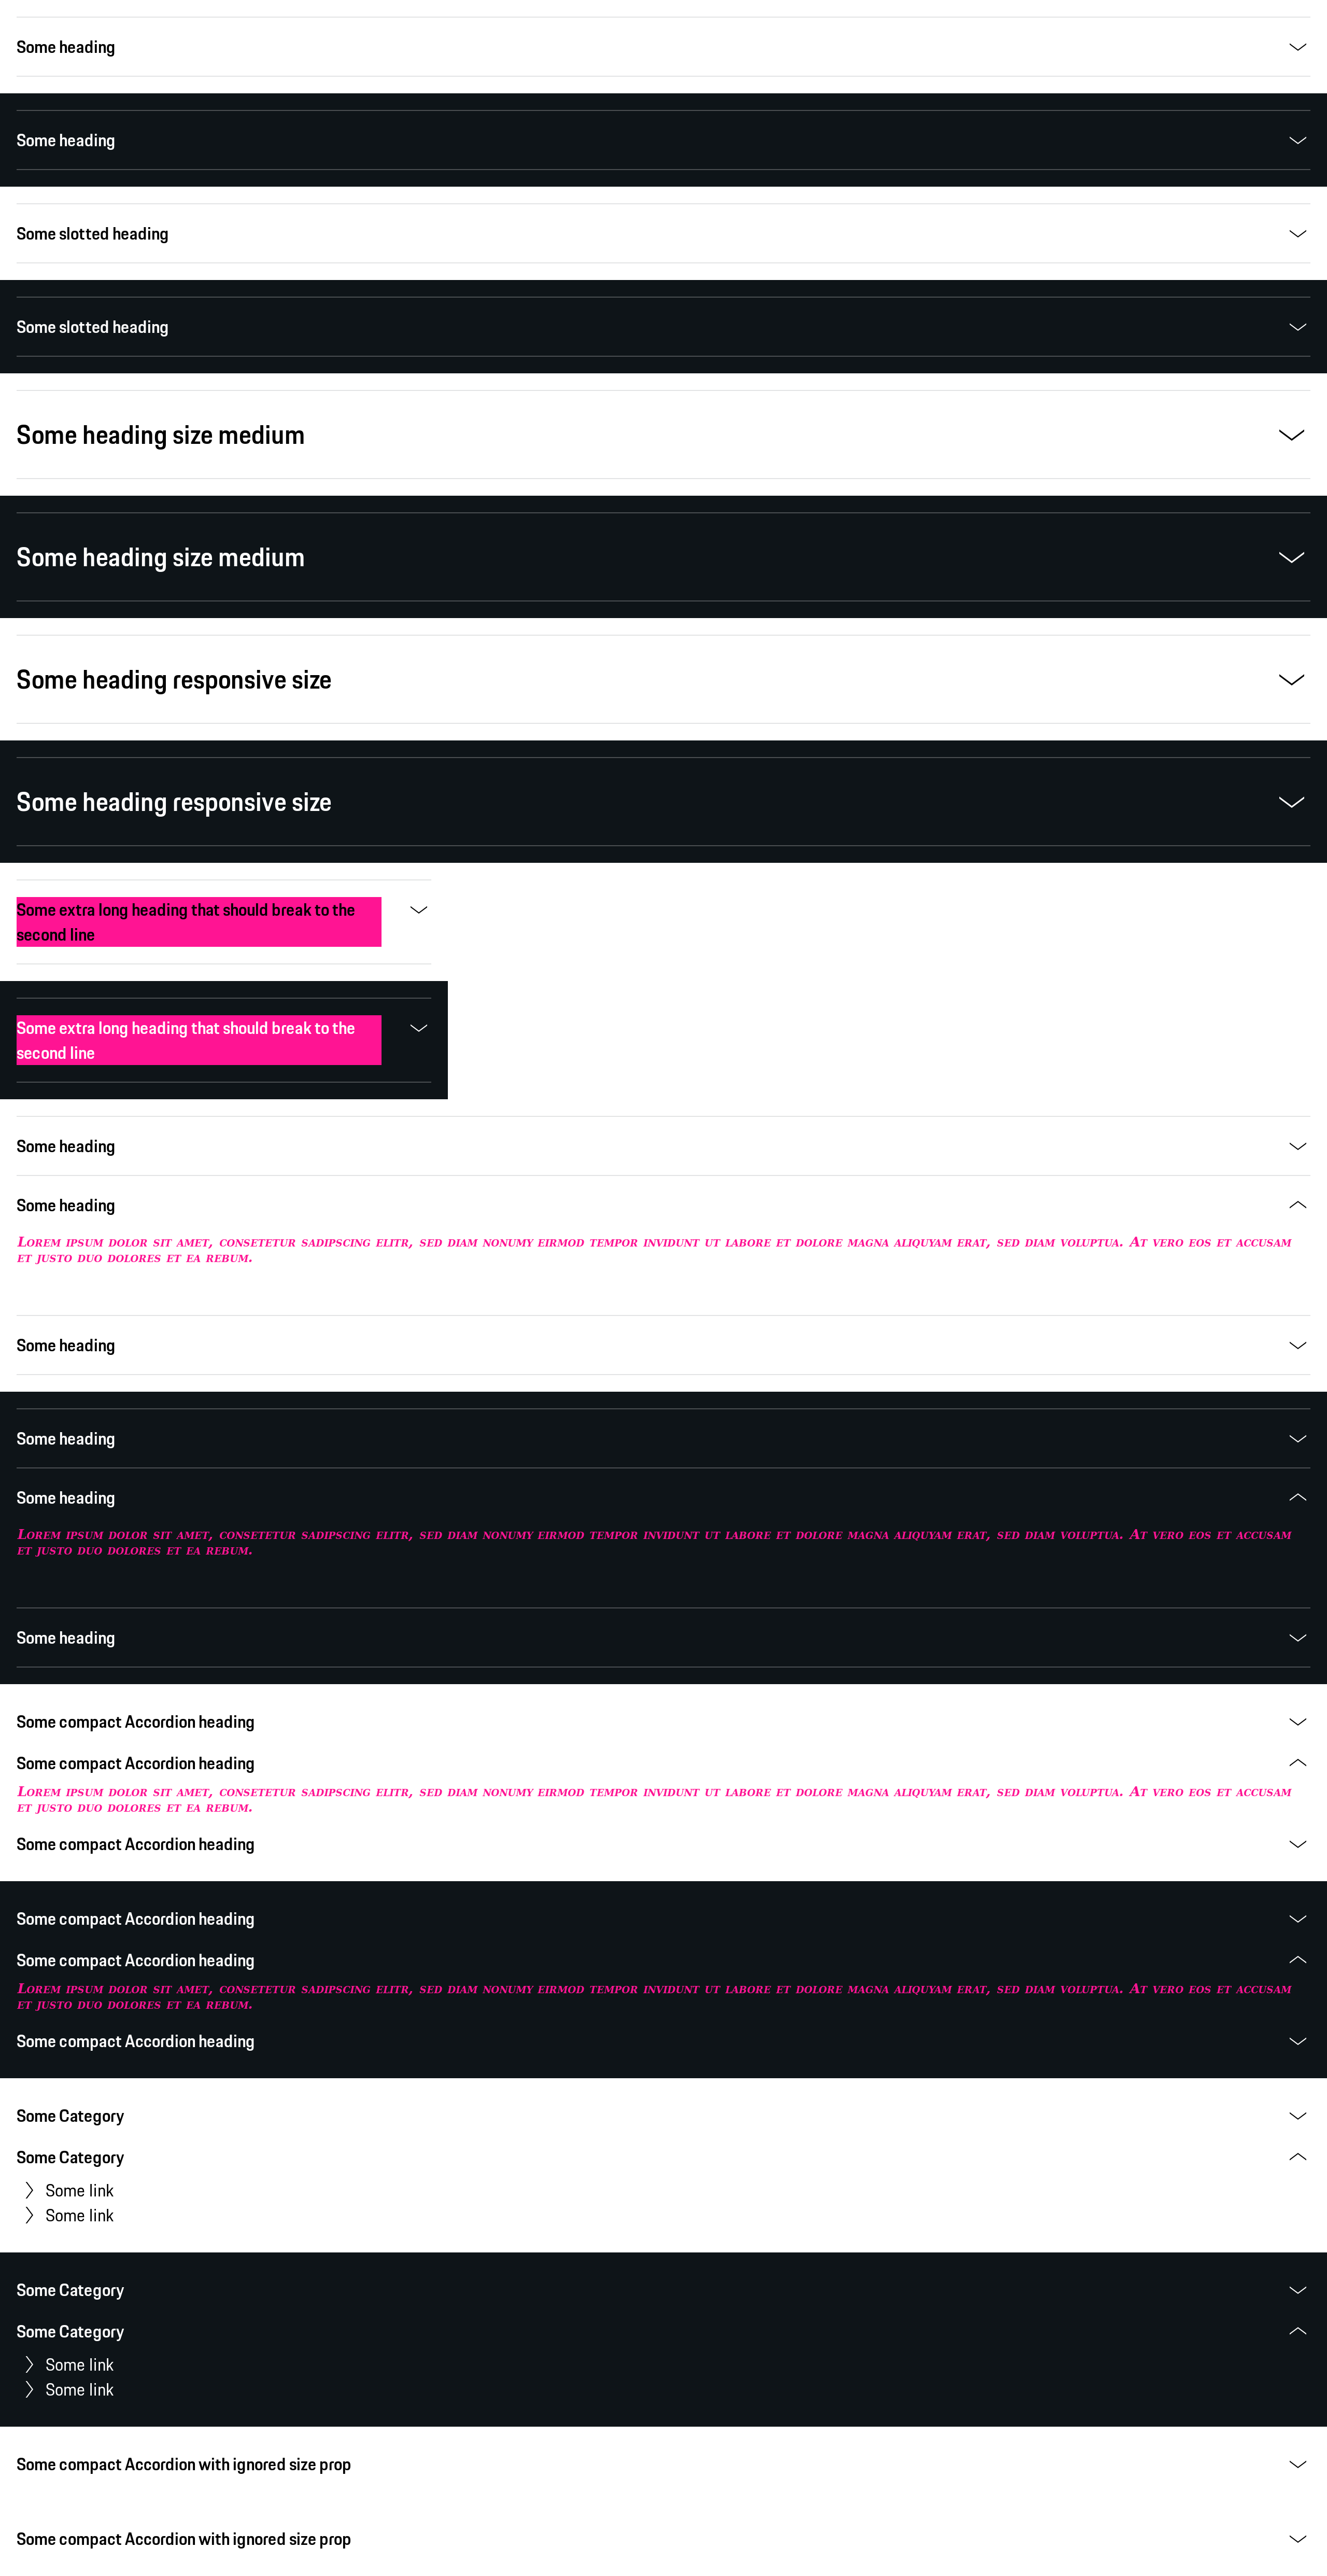 Some heading
Some heading
Some slotted heading
Some slotted heading
Some heading size medium
Some heading size medium
Some heading responsive size
Some heading responsive size
Some extra long heading that should break to the
second line
Some extra long heading that should break to the
second line
Some heading
Some heading
Lorem ipsum dolor sit amet, consetetur sadipscing elitr, sed diam nonumy eirmod tempor invidunt ut labore et dolore magna aliquyam erat, sed diam voluptua. At vero eos et accusam
et justo duo dolores et ea rebum.
Some heading
Some heading
Some heading
Lorem ipsum dolor sit amet, consetetur sadipscing elitr, sed diam nonumy eirmod tempor invidunt ut labore et dolore magna aliquyam erat, sed diam voluptua. At vero eos et accusam
et justo duo dolores et ea rebum.
Some heading
Some compact Accordion heading
Some compact Accordion heading
Lorem ipsum dolor sit amet, consetetur sadipscing elitr, sed diam nonumy eirmod tempor invidunt ut labore et dolore magna aliquyam erat, sed diam voluptua. At vero eos et accusam
et justo duo dolores et ea rebum.
Some compact Accordion heading
Some compact Accordion heading
Some compact Accordion heading
Lorem ipsum dolor sit amet, consetetur sadipscing elitr, sed diam nonumy eirmod tempor invidunt ut labore et dolore magna aliquyam erat, sed diam voluptua. At vero eos et accusam
et justo duo dolores et ea rebum.
Some compact Accordion heading
Some Category
Some Category
Some link
Some link
Some Category
Some Category
Some link
Some link
Some compact Accordion with ignored size prop
Some compact Accordion with ignored size prop